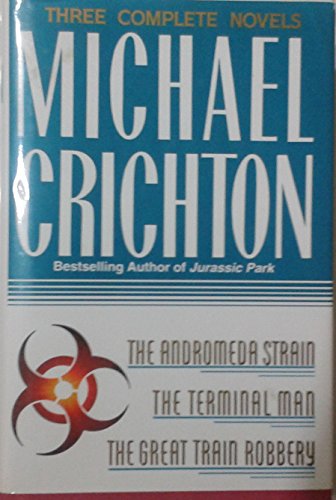 THREE COMPLETE NOVELS
MICHAEL
CRICHTON
Bestselling Author of Jurassic Park
THE ANDROMEDA STRAIN
THE TERMINAL MAN
THE GREAT TRAIN ROBBERY